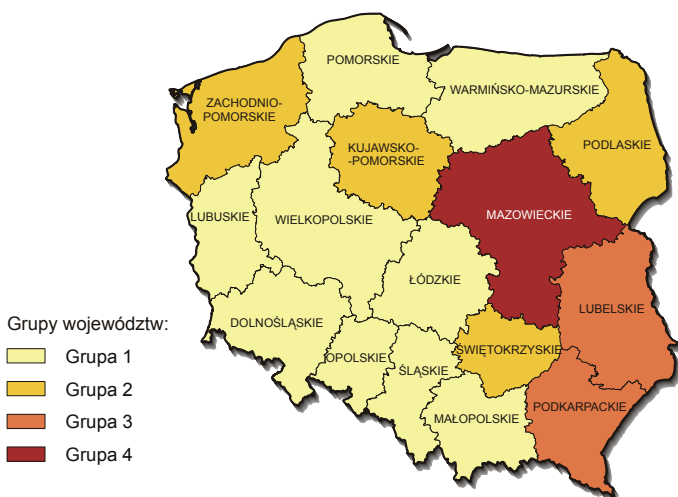 POMORSKIE
WARMIŃSKO-MAZURSKIE
ZACHODNIO-
POMORSKIE
KUJAWSKO-
-POMORSKIE
PODLASKIE
LUBUSKIE
WIELKOPOLSKIE
MAZOWIECKIE
ŁÓDZKIE
LUBELSKIE
DOLNOŚLĄSKIE
OPOLSKIE
ŚLĄSKIE
ŚWIĘTOKRZYSKIE
MAŁOPOLSKIE
PODKARPACKIE
Grupy województw:
Grupa 1
Grupa 2
Grupa 3
Grupa 4